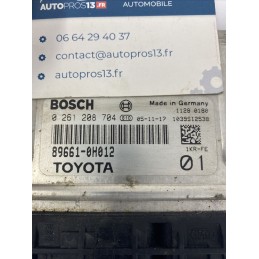 AUTOPROS13.FR
AUTOMOBILE
06 64 29 40 37
contact@autopros13.fr
autopros13.fr
BOSCH
Made in Germany
0 261 208 704
05-11-17
1128.0180
1039S12538
89661-0H012
TOYOTA
1KR-FE
01